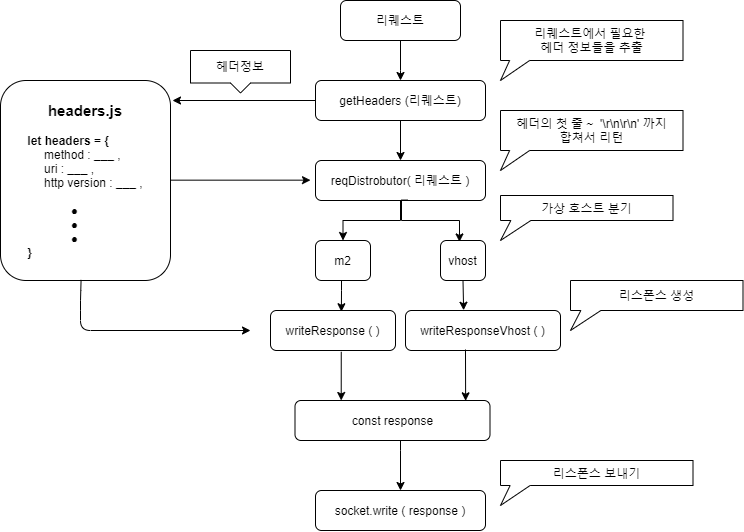 리퀘스트
리퀘스트에서 필요한
헤더 정보들을 추출
헤더정보
getHeaders (리퀘스트)
headers.js
let headers = {
method : ___ ,
uri : ___ ,
http version : ___ ,
•
•
•
}
헤더의 첫 줄 ~ '\r\n\r\n' 까지
합쳐서 리턴
reqDistrobutor( 리퀘스트 )
가상 호스트 분기
m2
vhost
리스폰스 생성
writeResponse ( )
writeResponseVhost ( )
const response
리스폰스 보내기
socket.write ( response )